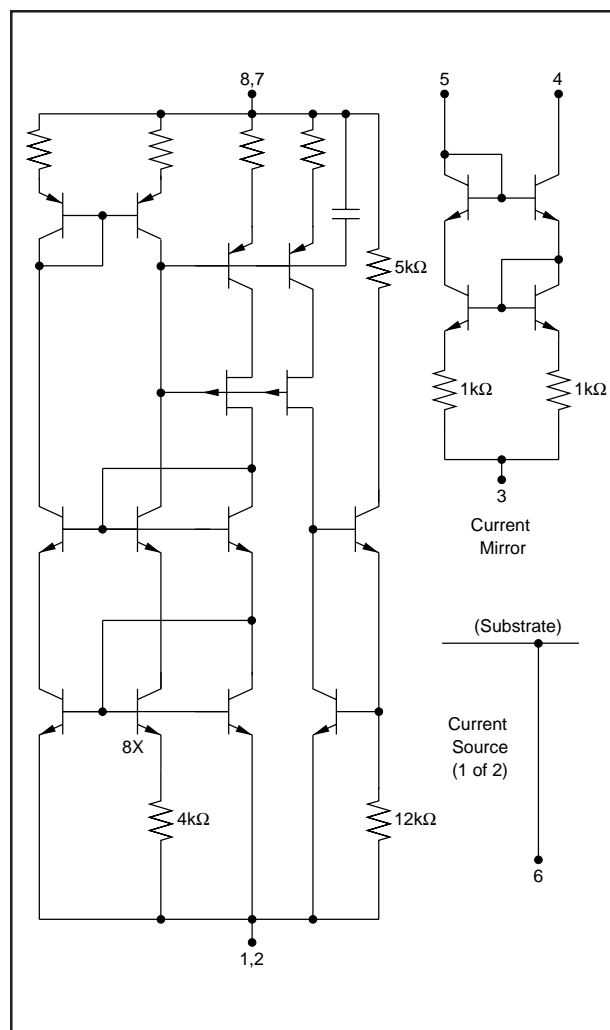 8,7
5
4
5kΩ
1kΩ
1kΩ
3
Current
Mirror
(Substrate)
Current
Source
(1 of 2)
8X
4kΩ
12kΩ
6
1,2